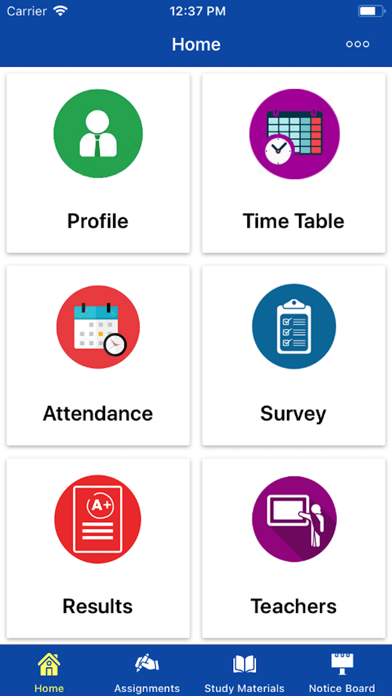 Carrier 12:37 PM
Home
Profile Time Table
Attendance Survey
A+
Results Teachers
Home Assignments Study Materials Notice Board